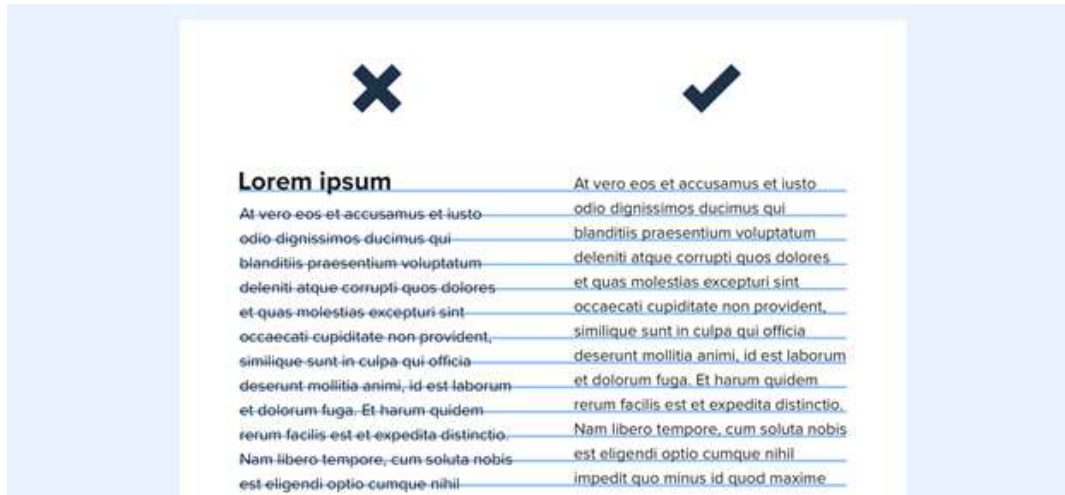 Lorem ipsum
At vero eos et accusamus et iusto
odio dignissimos ducimus qui
blanditiis praesentium voluptatum
deleniti atque corrupti quos dolores
et quas molestias excepturi sint
occaecati cupiditate non provident,
similique sunt in culpa qui officia
deserunt mollitia animi, id est laborum
et dolorum fuga. Et harum quidem
rerum facilis est et expedita distinctio.
Nam libero tempore, cum soluta nobis
est eligendi optio cumque nihil
At vero eos et accusamus et iusto
odio dignissimos ducimus qui
blanditiis praesentium voluptatum
deleniti atque corrupti quos dolores
et quas molestias excepturi sint
occaecati cupiditate non provident,
similique sunt in culpa qui officia
deserunt mollitia animi, id est laborum
et dolorum fuga. Et harum quidem
rerum facilis est et expedita distinctio.
Nam libero tempore, cum soluta nobis
est eligendi optio cumque nihil
impedit quo minus id quod maxime